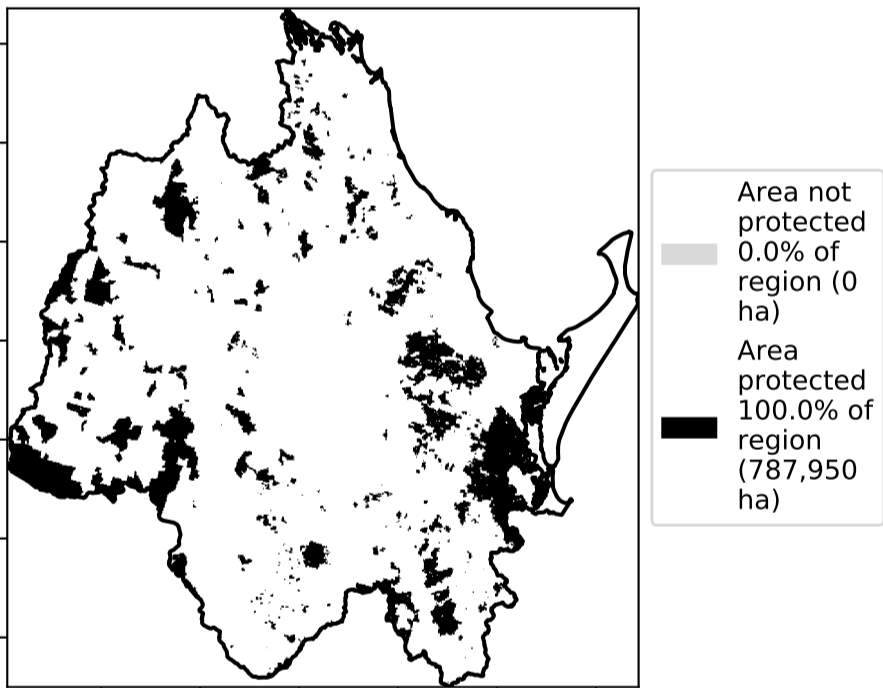 Area not
protected
0.0% of
region (0
ha)
Area
protected
100.0% of
region
(787,950
ha)